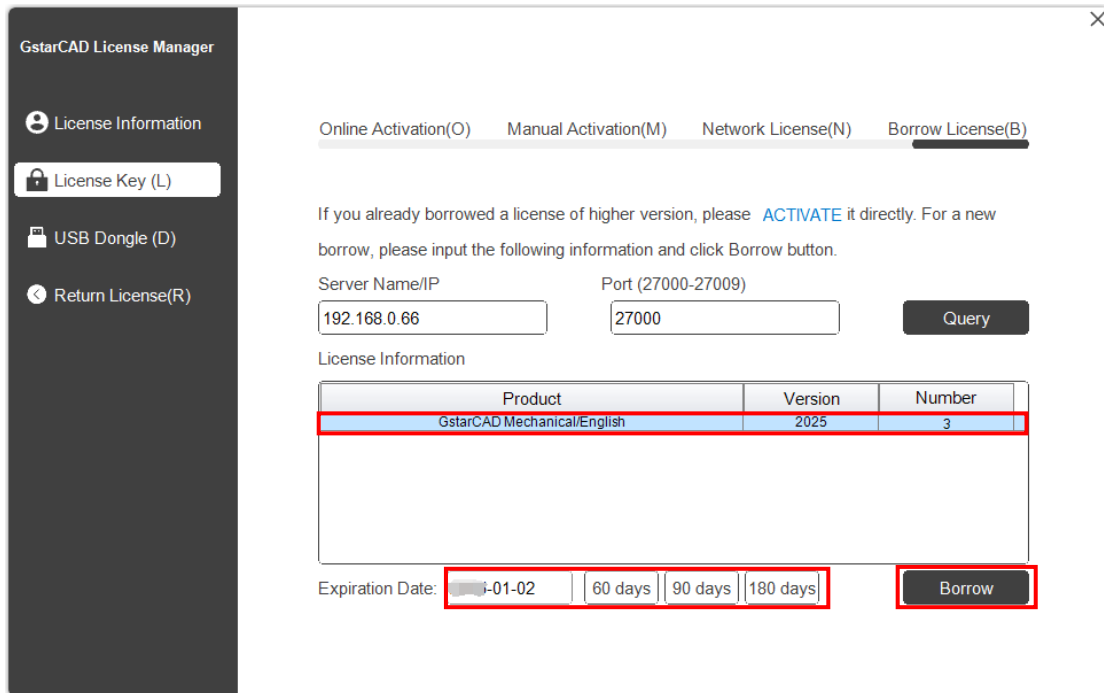 GstarCAD License Manager
License Information
License Key (L)
USB Dongle (D)
Return License(R)
Online Activation(O) Manual Activation(M) Network License(N) Borrow License(B)
If you already borrowed a license of higher version, please ACTIVATE it directly. For a new
borrow, please input the following information and click Borrow button.
Server Name/IP Port (27000-27009)
192.168.0.66 27000 Query
License Information
Product Version Number
GstarCAD Mechanical/English 2025 3
Expiration Date: -01-02 60 days 90 days 180 days Borrow